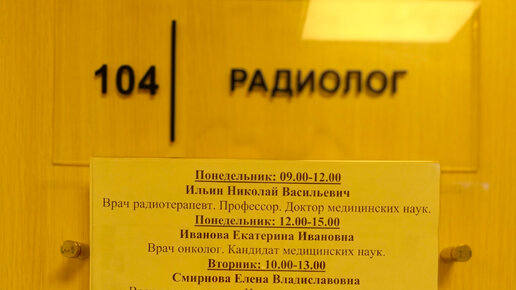 104 РАДИОЛОГ
Понедельник: 09.00-12.00
Ильин Николай Васильевич
Врач радиотерапевт. Профессор. Доктор медицинских наук.
Понедельник: 12.00-15.00
Иванова Екатерина Ивановна
Врач онколог. Кандидат медицинских наук.
Вторник: 10.00-13.00
Смирнова Елена Владиславовна